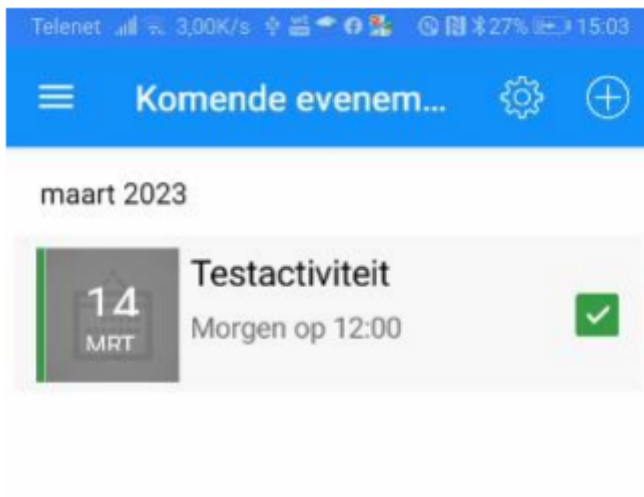 Telenet 3,00K/s 27% 15:03
Komende evenem...
maart 2023
14
MRT
Testactiviteit
Morgen op 12:00